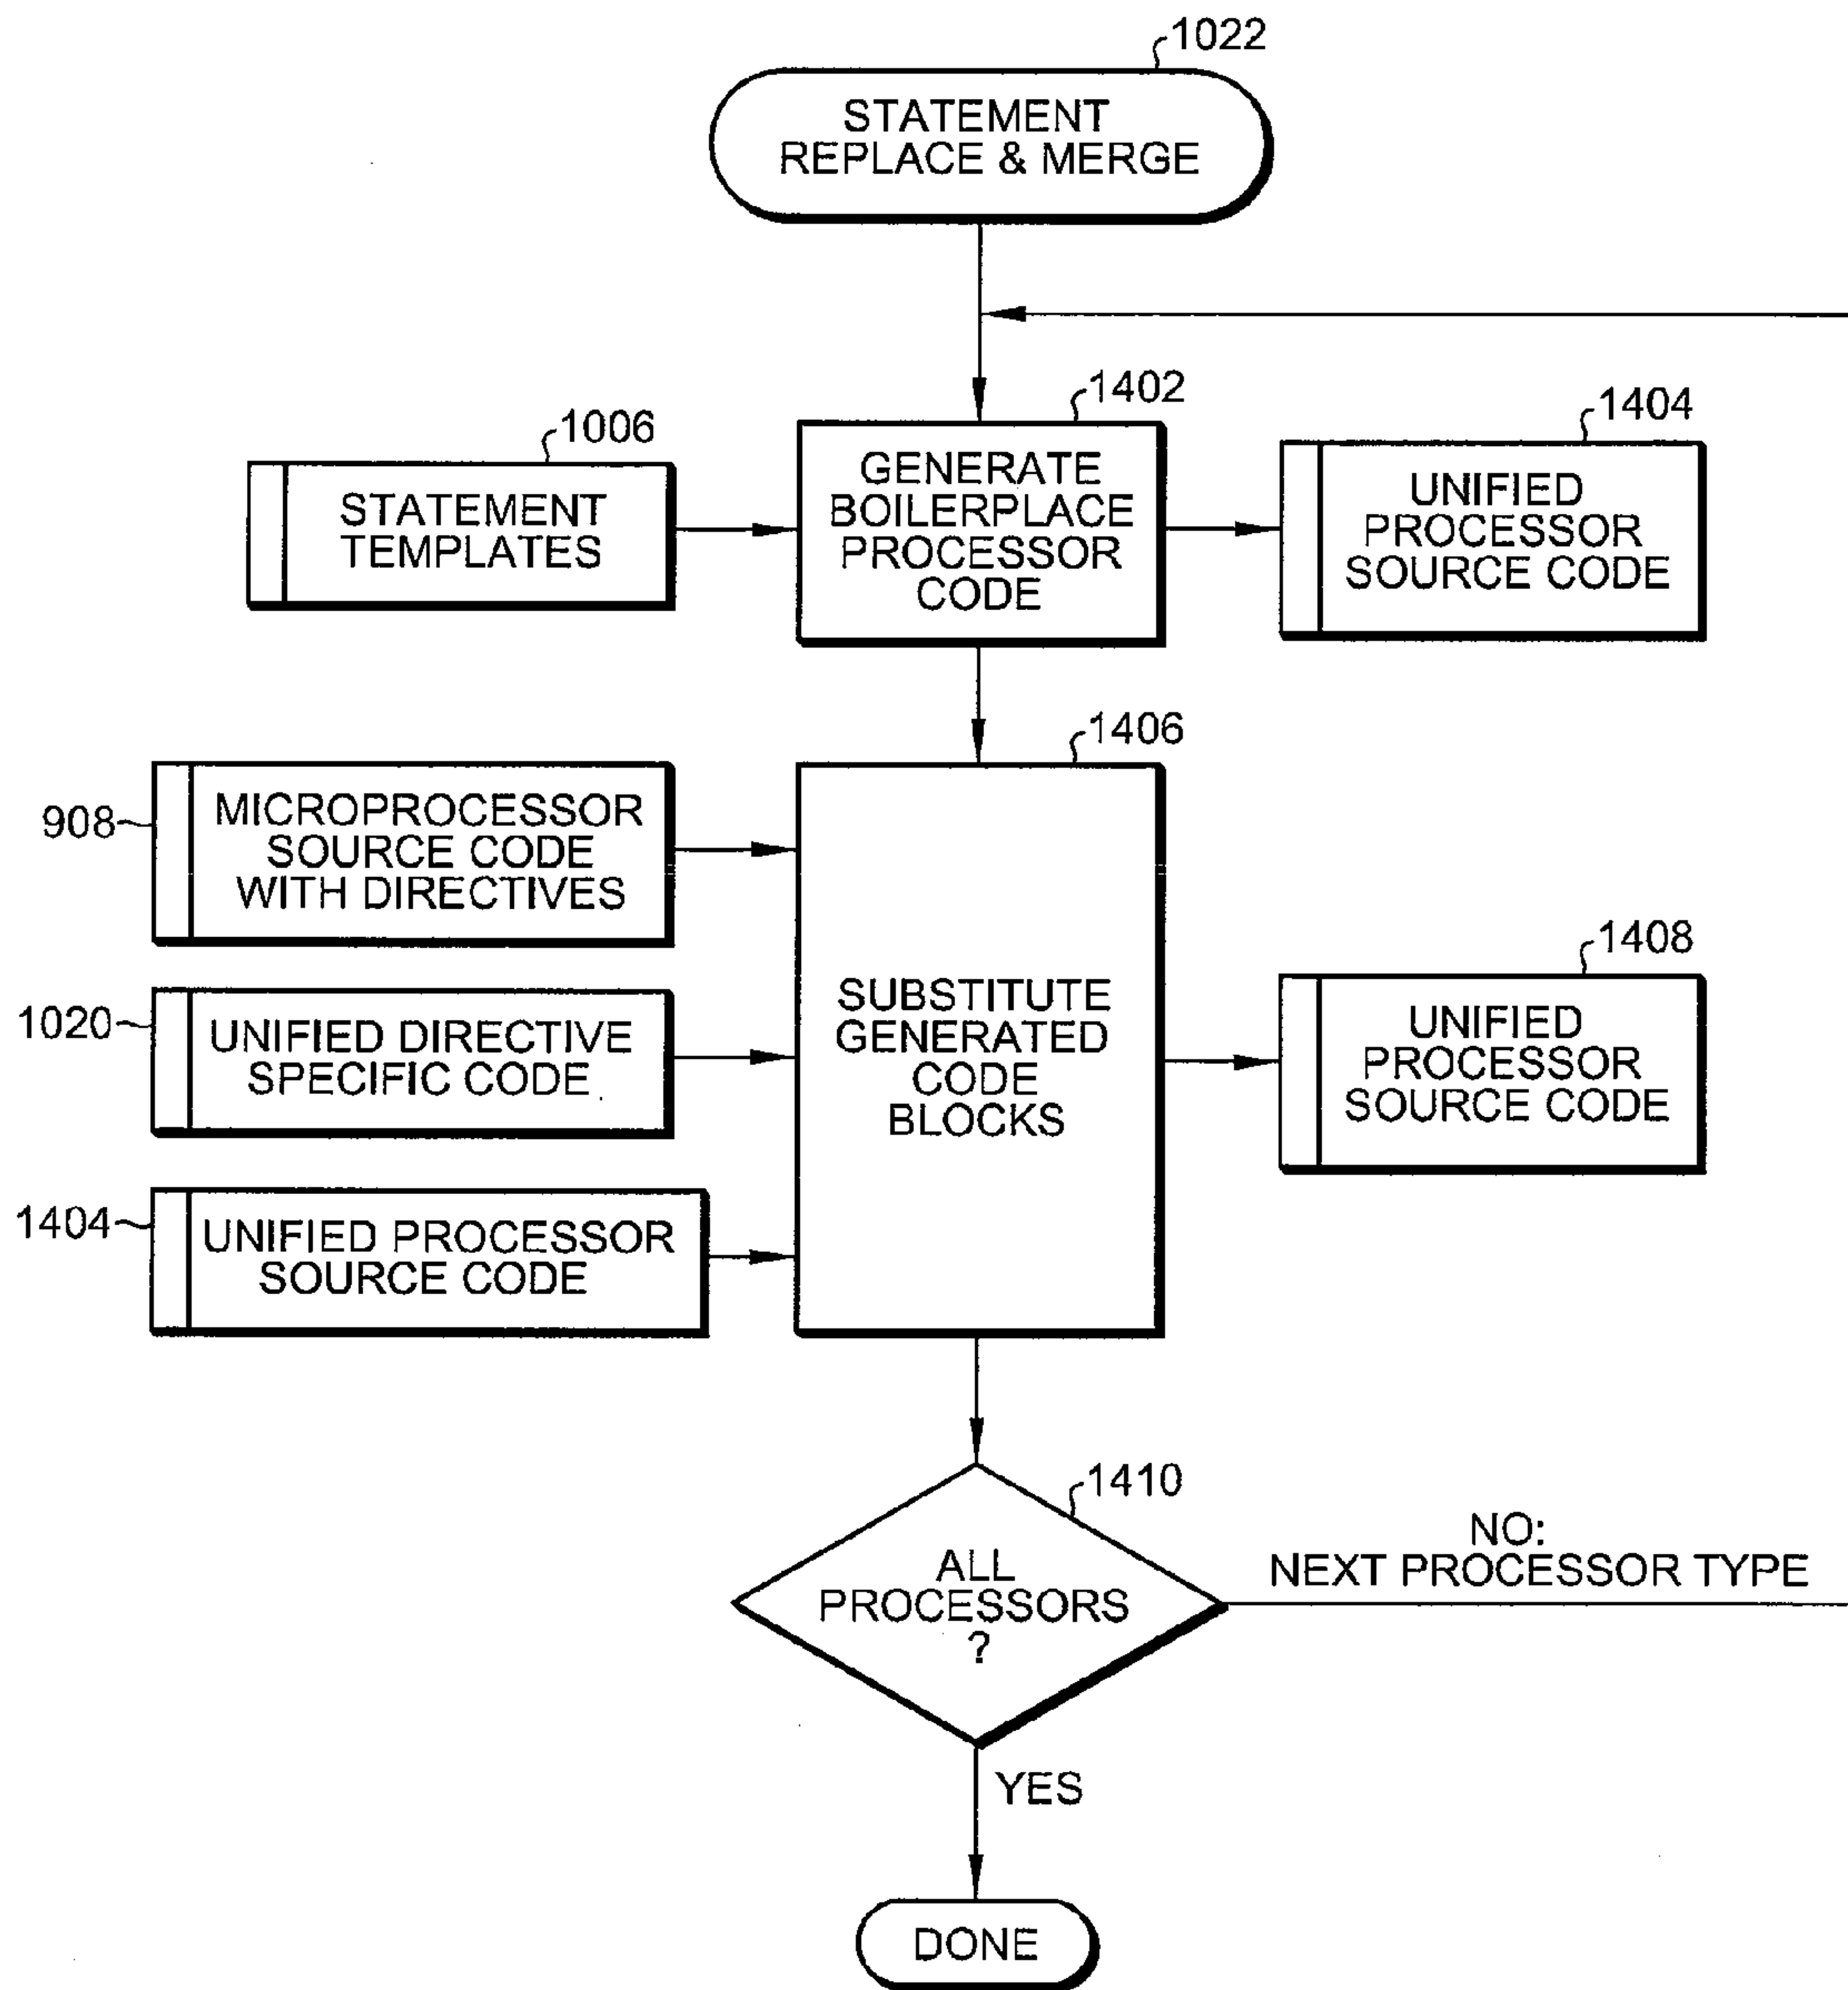 1022
STATEMENT
REPLACE & MERGE
1402
GENERATE
BOILERPLACE
PROCESSOR
CODE
1006
STATEMENT
TEMPLATES
1404
UNIFIED
PROCESSOR
SOURCE CODE
1406
SUBSTITUTE
GENERATED
CODE
BLOCKS
908
MICROPROCESSOR
SOURCE CODE
WITH DIRECTIVES
1020
UNIFIED DIRECTIVE
SPECIFIC CODE
1404
UNIFIED PROCESSOR
SOURCE CODE
1408
UNIFIED
PROCESSOR
SOURCE CODE
1410
ALL
PROCESSORS
?
NO:
NEXT PROCESSOR TYPE
YES
DONE